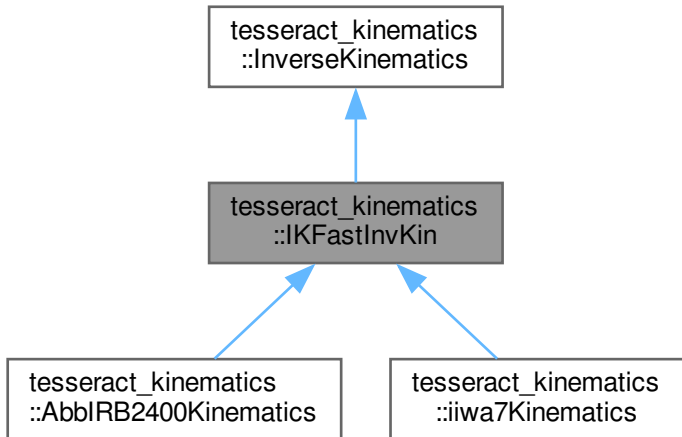 tesseract_kinematics
::InverseKinematics
tesseract_kinematics
::IKFastInvKin
tesseract_kinematics
::AbbIRB2400Kinematics
tesseract_kinematics
::iiwa7Kinematics